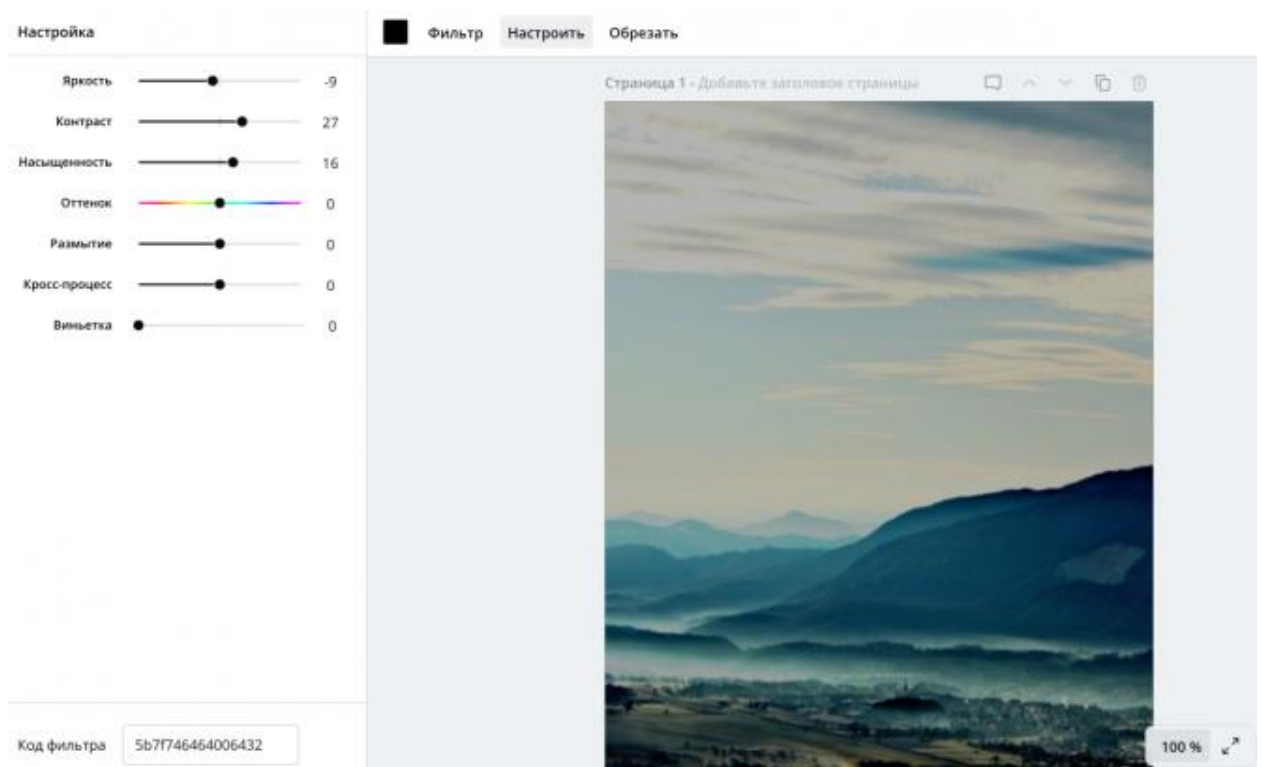 Настройка
Фильтр Настроить Обрезать
Яркость -9
Страница 1 - Добавьте заголовок страницы
Контраст 27
Насыщенность 16
Оттенок 0
Размытие 0
Кросс-процесс 0
Виньетка 0
Код фильтра 5b7f746464006432
100 %